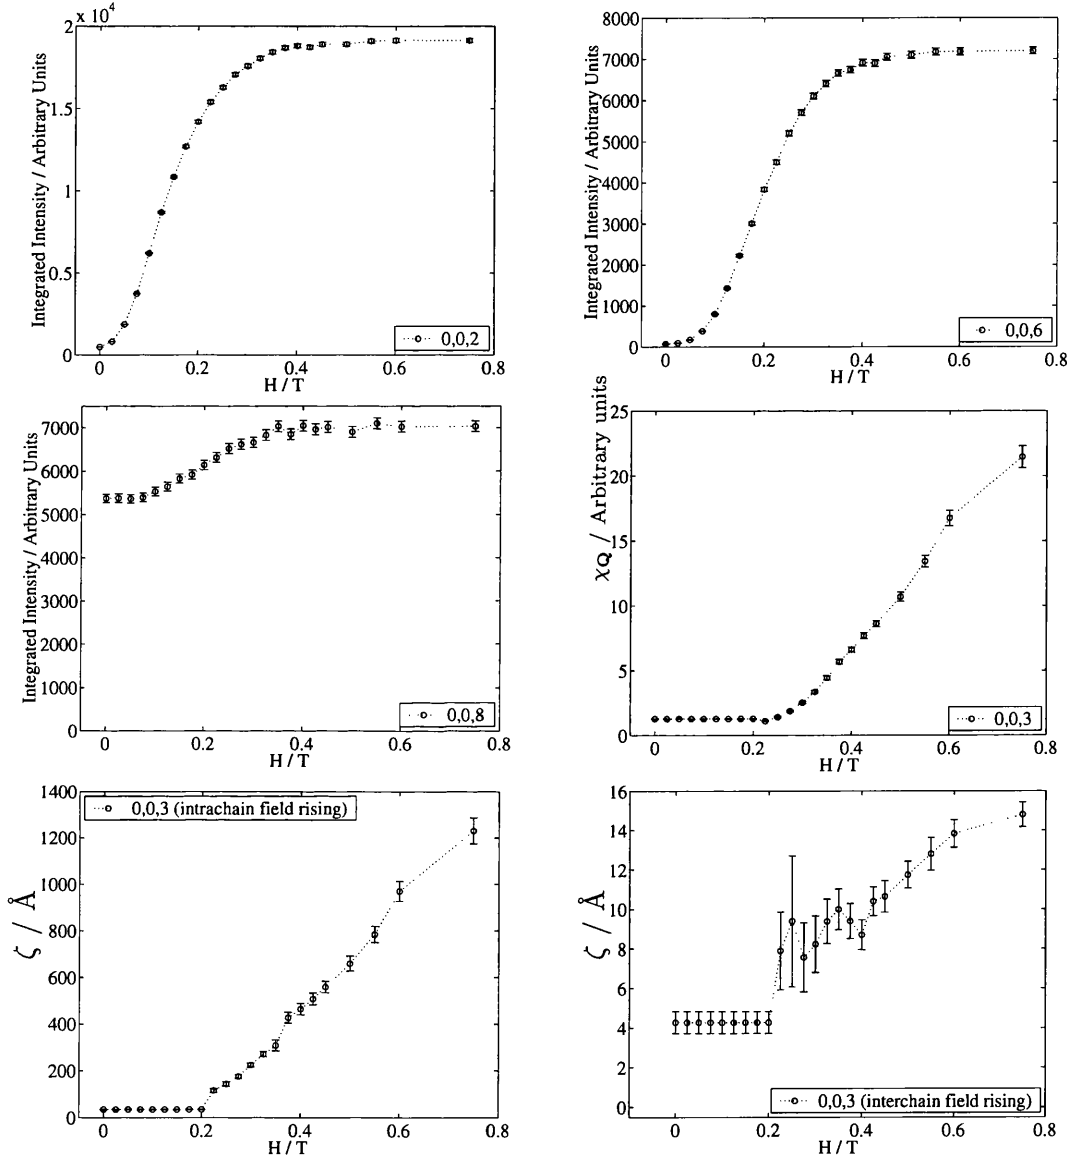 x 10⁴
2
1.5
1
0.5
0
Integrated Intensity / Arbitrary Units
0 0.2 0.4 0.6 0.8
H / T
0,0,2
8000
7000
6000
5000
4000
3000
2000
1000
0
Integrated Intensity / Arbitrary Units
0 0.2 0.4 0.6 0.8
H / T
0,0,6
7000
6000
5000
4000
3000
2000
1000
0
Integrated Intensity / Arbitrary Units
0 0.2 0.4 0.6 0.8
H / T
0,0,8
25
20
15
10
5
0
χQ / Arbitrary units
0 0.2 0.4 0.6 0.8
H / T
0,0,3
1400
1200
1000
800
600
400
200
0
ζ / Å
0,0,3 (intrachain field rising)
0 0.2 0.4 0.6 0.8
H / T
16
14
12
10
8
6
4
2
0
ζ / Å
0,0,3 (interchain field rising)
0 0.2 0.4 0.6 0.8
H / T